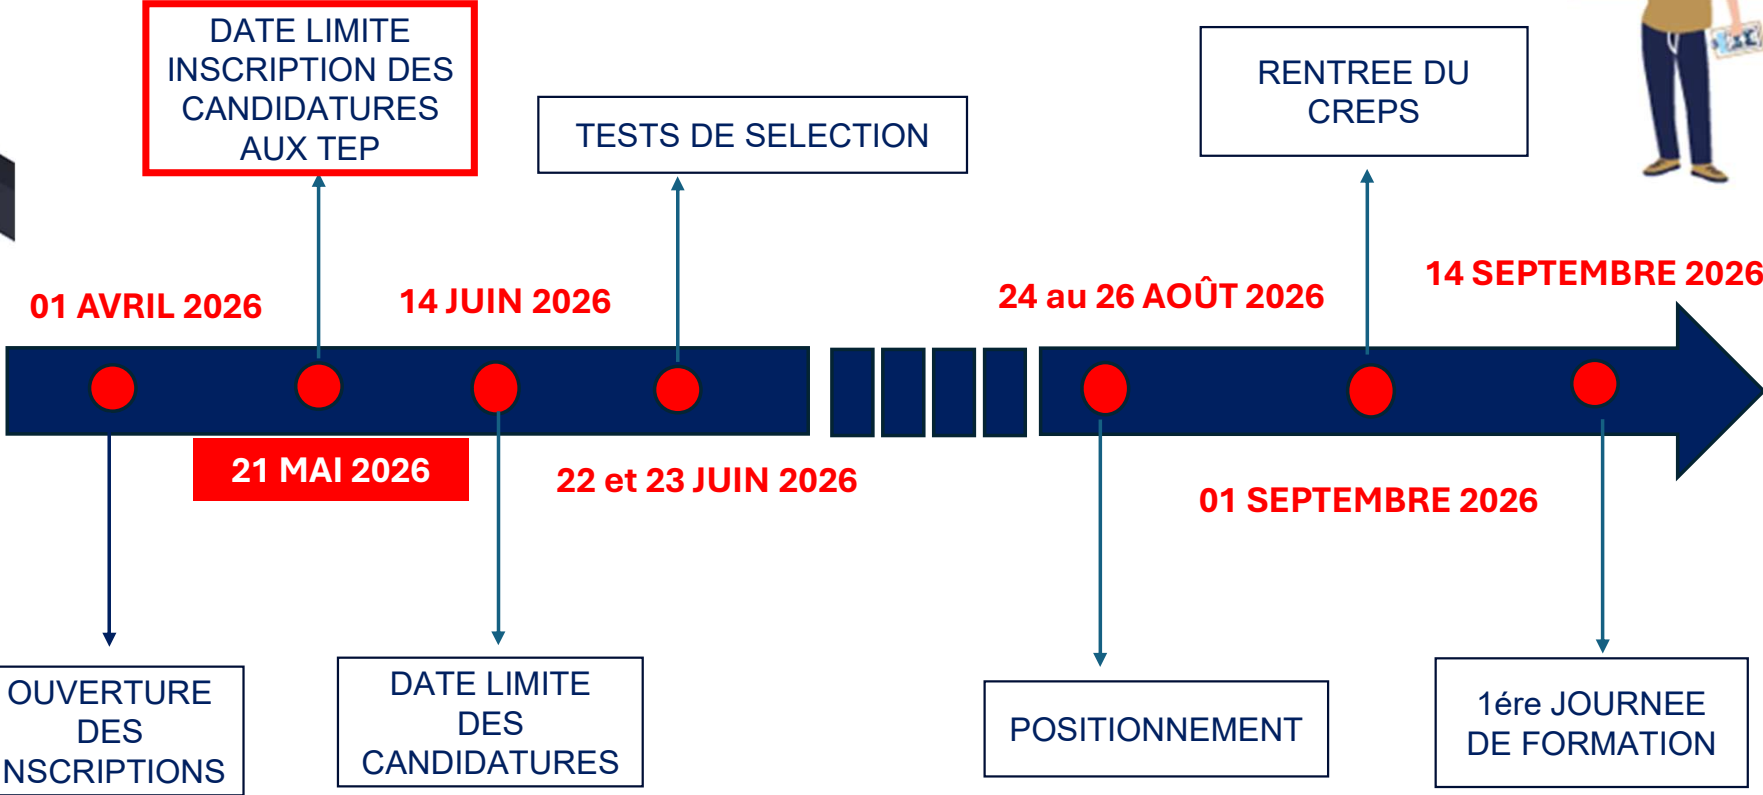 DATE LIMITE
INSCRIPTION DES
CANDIDATURES
AUX TEP
TESTS DE SELECTION
RENTREE DU
CREPS
01 AVRIL 2026
14 JUIN 2026
24 au 26 AOÛT 2026
14 SEPTEMBRE 2026
21 MAI 2026
22 et 23 JUIN 2026
01 SEPTEMBRE 2026
OUVERTURE
DES
NSCRIPTIONS
DATE LIMITE
DES
CANDIDATURES
POSITIONNEMENT
1ére JOURNEE
DE FORMATION